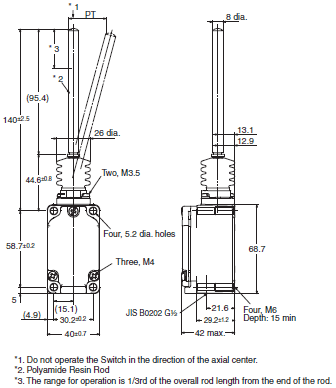 *1
PT
8 dia.
*3
*2
(95.4)
140±2.5
13.1
12.9
26 dia.
44.6±0.8
Two, M3.5
Four, 5.2 dia. holes
58.7±0.2
Three, M4
68.7
5
(15.1)
(4.9)
30.2±0.2
40±0.7
JIS B0202 G½
21.6
29.2±1.2
42 max.
Four, M6
Depth: 15 min
*1. Do not operate the Switch in the direction of the axial center.
*2. Polyamide Resin Rod
*3. The range for operation is 1/3rd of the overall rod length from the end of the rod.